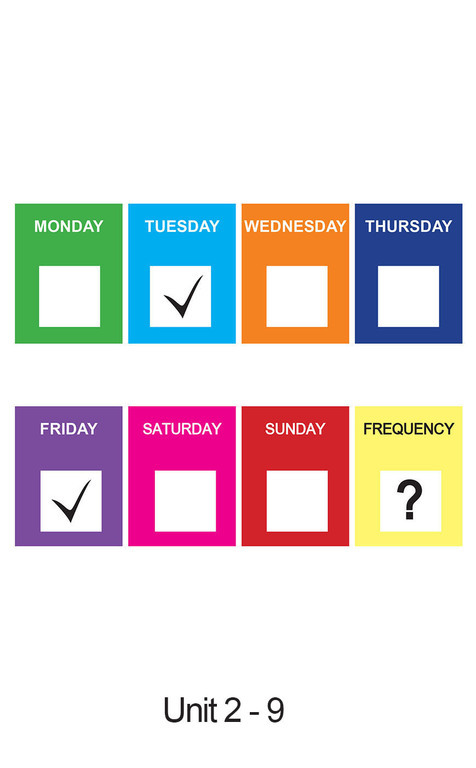 MONDAY TUESDAY WEDNESDAY THURSDAY
FRIDAY SATURDAY SUNDAY FREQUENCY
?
Unit 2 - 9